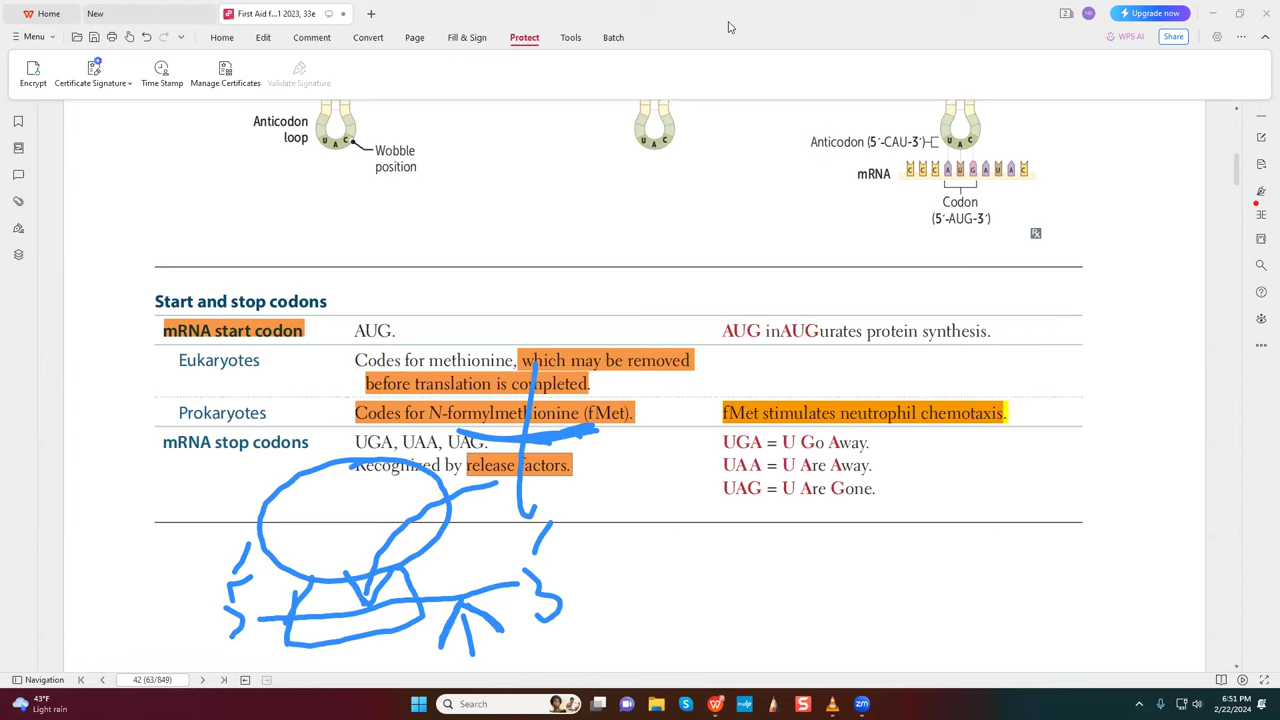 Home
New
First Aid f...1 2023, 33e
2
Upgrade now
Menu
Home
Edit
Comment
Convert
Page
Fill & Sign
Protect
Tools
Batch
WPS AI
Share
Encrypt
Certificate Signature
Time Stamp
Manage Certificates
Validate Signature
Anticodon
loop
U A C
Wobble
position
U A C
Anticodon (5´-CAU-3´)
U A C
mRNA
C C C A U G A U A C
Codon
(5´-AUG-3´)
Start and stop codons
mRNA start codon
AUG.
AUG inAUGurates protein synthesis.
Eukaryotes
Codes for methionine, which may be removed
before translation is completed.
Prokaryotes
Codes for N-formylmethionine (fMet).
fMet stimulates neutrophil chemotaxis.
mRNA stop codons
UGA, UAA, UAG.
UGA = U Go Away.
Recognized by release factors.
UAA = U Are Away.
UAG = U Are Gone.
5
3
Navigation
42 (63/849)
43°F
Light rain
Search
6:51 PM
2/22/2024